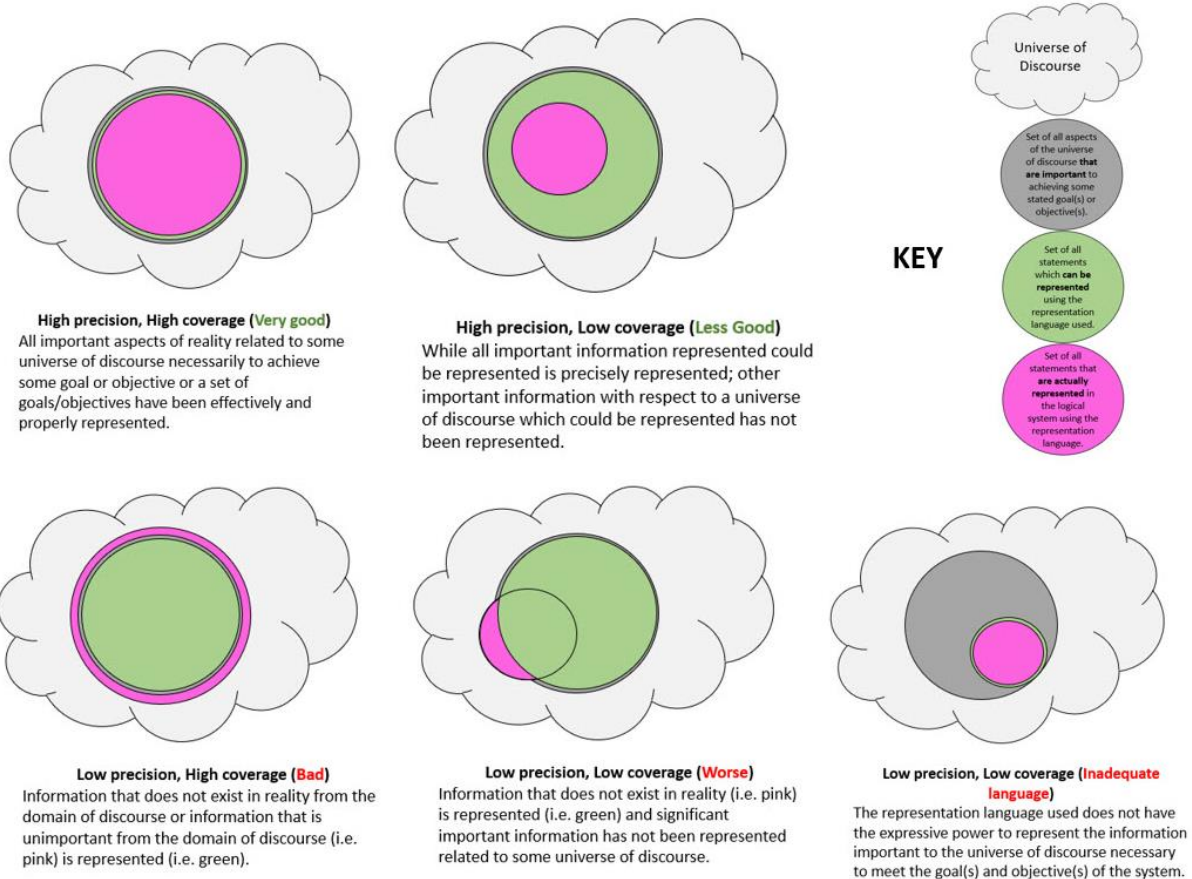 High precision, High coverage (Very good)
All important aspects of reality related to some
universe of discourse necessarily to achieve
some goal or objective or a set of
goals/objectives have been effectively and
properly represented.
High precision, Low coverage (Less Good)
While all important information represented could
be represented is precisely represented; other
important information with respect to a universe
of discourse which could be represented has not
been represented.
KEY
Universe of
Discourse
Set of all aspects
of the universe
of discourse that
are important to
achieving some
stated goal(s) or
objective(s).
Set of all
statements
which can be
represented
using the
representation
language used.
Set of all
statements that
are actually
represented in
the logical
system using the
representation
language.
Low precision, High coverage (Bad)
Information that does not exist in reality from the
domain of discourse or information that is
unimportant from the domain of discourse (i.e.
pink) is represented (i.e. green).
Low precision, Low coverage (Worse)
Information that does not exist in reality (i.e. pink)
is represented (i.e. green) and significant
important information has not been represented
related to some universe of discourse.
Low precision, Low coverage (Inadequate
language)
The representation language used does not have
the expressive power to represent the information
important to the universe of discourse necessary
to meet the goal(s) and objective(s) of the system.